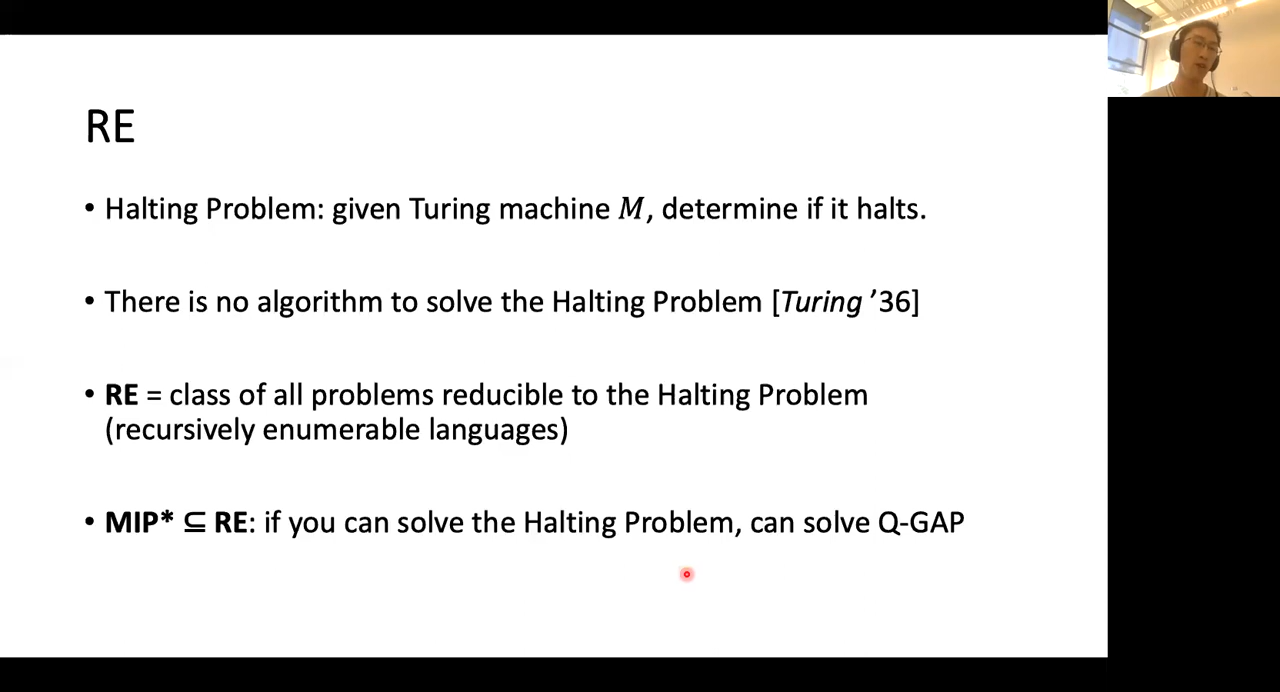 RE
• Halting Problem: given Turing machine M, determine if it halts.
• There is no algorithm to solve the Halting Problem [Turing ’36]
• RE = class of all problems reducible to the Halting Problem
(recursively enumerable languages)
• MIP* ⊆ RE: if you can solve the Halting Problem, can solve Q-GAP